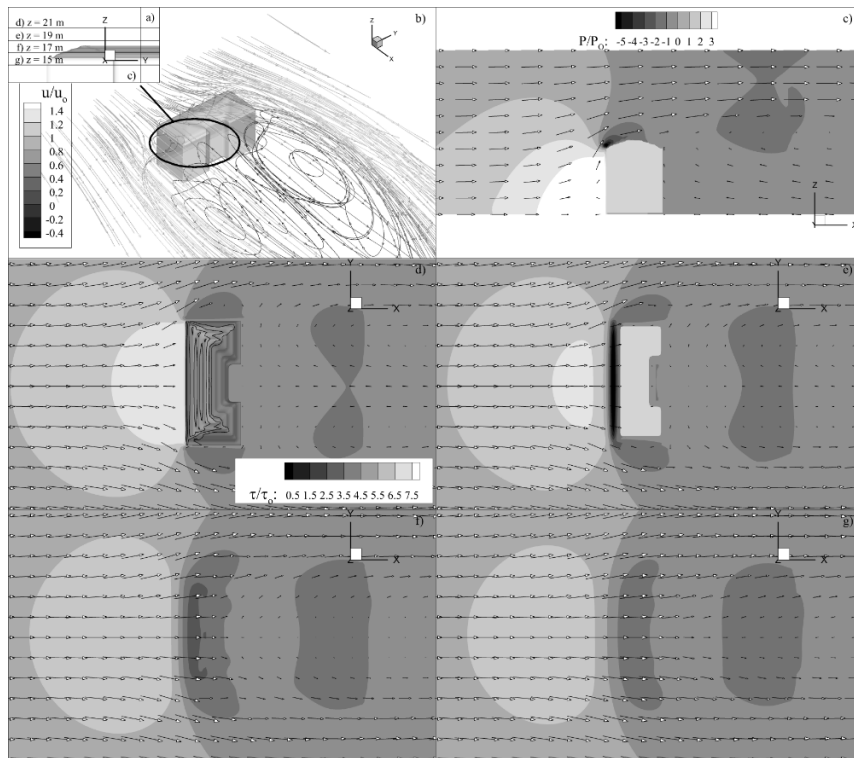 a)
d) z = 21 m
e) z = 19 m
f) z = 17 m
g) z = 15 m
Z
X
Y
c)
u/u₀
1.4
1.2
1
0.8
0.6
0.4
0.2
0
-0.2
-0.4
b)
Z
Y
X
c)
P/P₀: -5 -4 -3 -2 -1 0 1 2 3
Z
X
d)
Y
Z
X
τ/τ₀: 0.5 1.5 2.5 3.5 4.5 5.5 6.5 7.5
e)
Y
Z
X
f)
Y
Z
X
g)
Y
Z
X